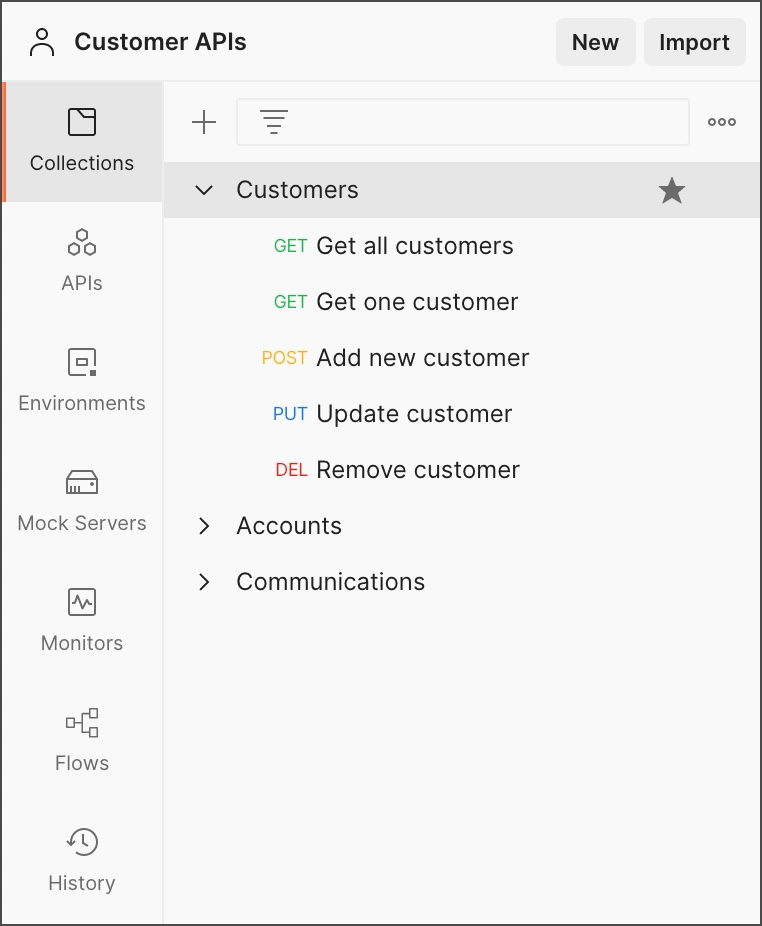 Customer APIs
New
Import
Collections
APIs
Environments
Mock Servers
Monitors
Flows
History
Customers
GET Get all customers
GET Get one customer
POST Add new customer
PUT Update customer
DEL Remove customer
Accounts
Communications